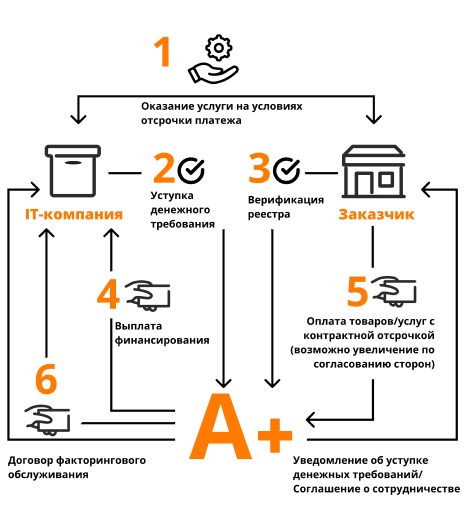 1
Оказание услуги на условиях
отсрочки платежа
IT-компания
2
Уступка
денежного
требования
3
Верификация
реестра
Заказчик
4
Выплата
финансирования
5
Оплата товаров/услуг с
контрактной отсрочкой
(возможно увеличение по
согласованию сторон)
6
A+
Договор факторингового
обслуживания
Уведомление об уступке
денежных требований/
Соглашение о сотрудничестве